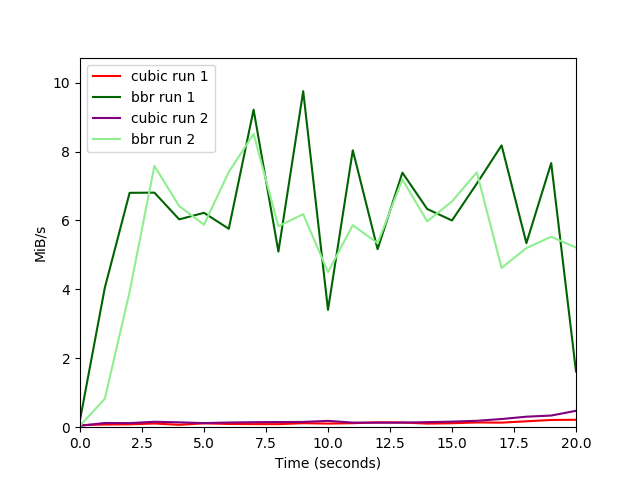 10
8
6
4
2
0
MiB/s
cubic run 1
bbr run 1
cubic run 2
bbr run 2
0.0 2.5 5.0 7.5 10.0 12.5 15.0 17.5 20.0
Time (seconds)